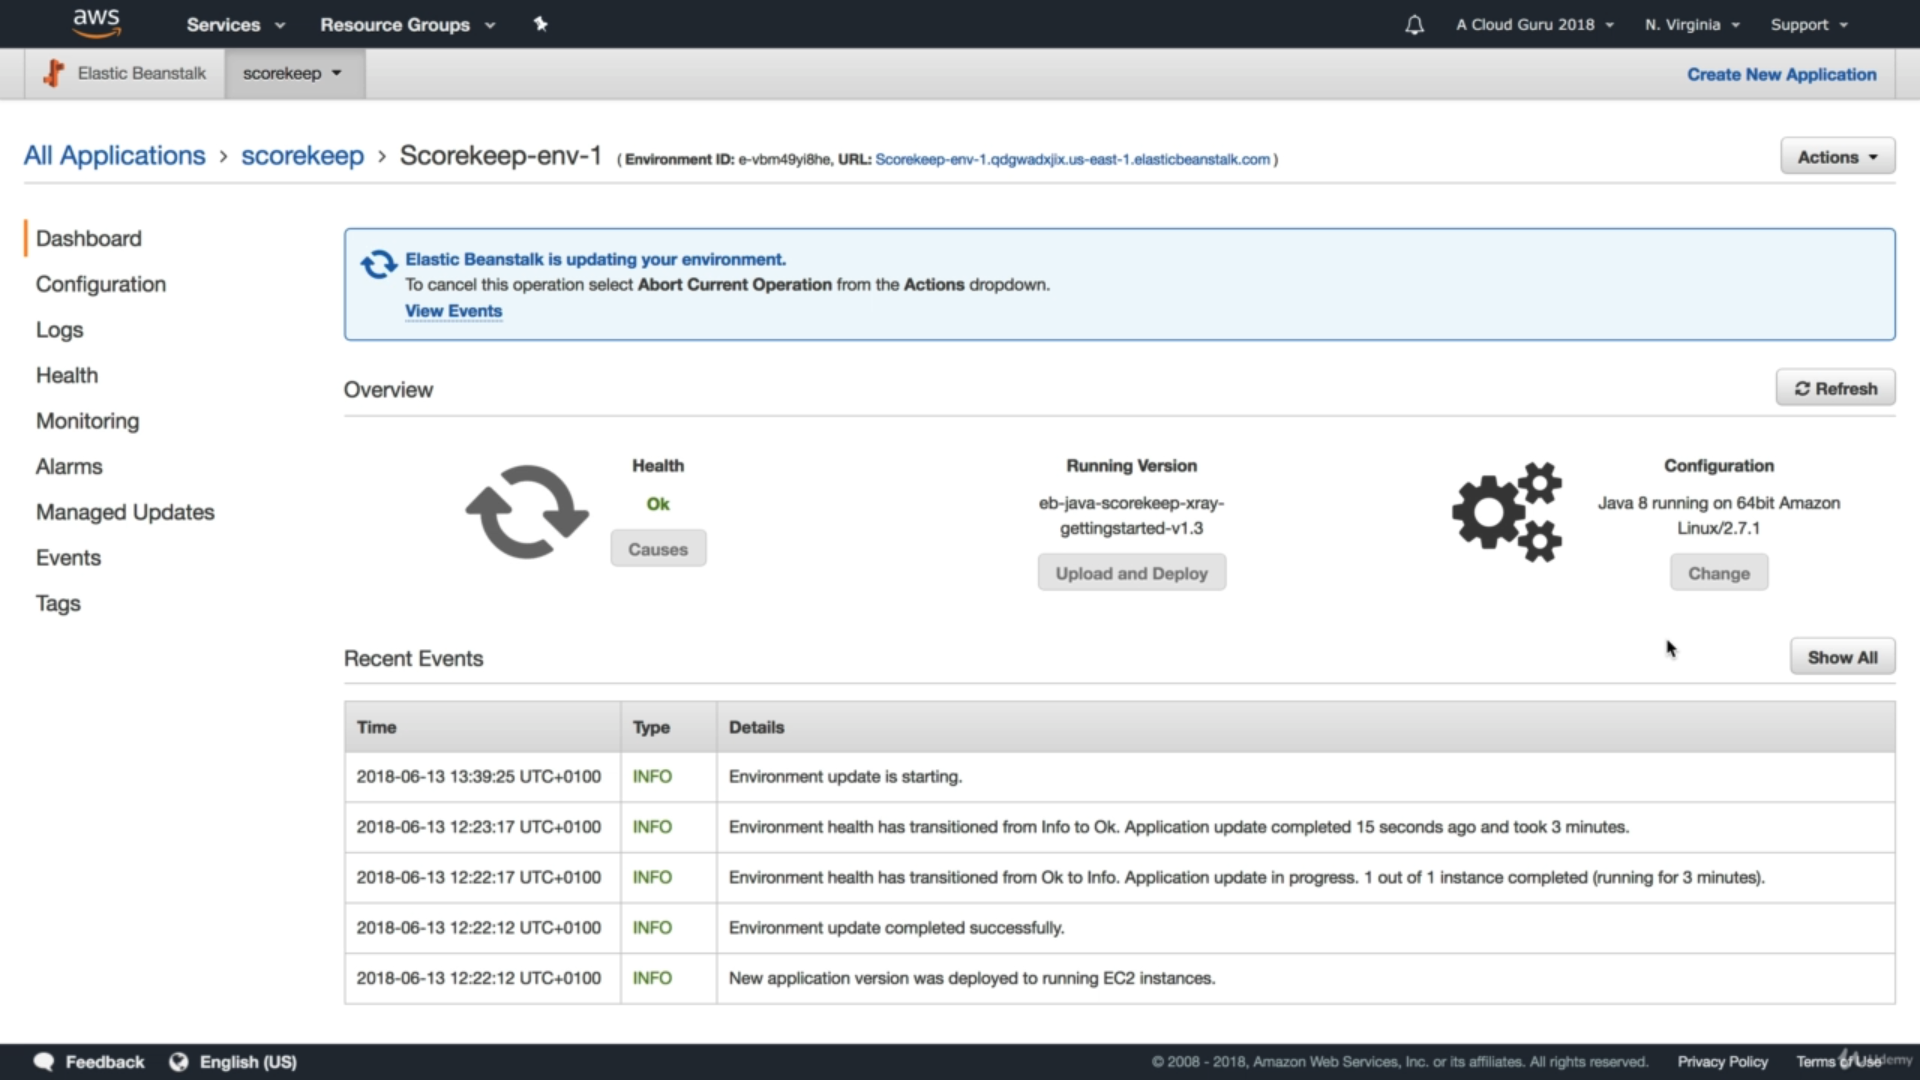 aws Services Resource Groups A Cloud Guru 2018 N. Virginia Support
Elastic Beanstalk scorekeep Create New Application
All Applications > scorekeep > Scorekeep-env-1 ( Environment ID: e-vbm49yi8he, URL: Scorekeep-env-1.qdgwadxjix.us-east-1.elasticbeanstalk.com )
Actions
Dashboard
Configuration
Logs
Health
Monitoring
Alarms
Managed Updates
Events
Tags
Elastic Beanstalk is updating your environment.
To cancel this operation select Abort Current Operation from the Actions dropdown.
View Events
Overview
Refresh
Health
Ok
Causes
Running Version
eb-java-scorekeep-xray-
gettingstarted-v1.3
Upload and Deploy
Configuration
Java 8 running on 64bit Amazon
Linux/2.7.1
Change
Recent Events
Show All
Time Type Details
2018-06-13 13:39:25 UTC+0100 INFO Environment update is starting.
2018-06-13 12:23:17 UTC+0100 INFO Environment health has transitioned from Info to Ok. Application update completed 15 seconds ago and took 3 minutes.
2018-06-13 12:22:17 UTC+0100 INFO Environment health has transitioned from Ok to Info. Application update in progress. 1 out of 1 instance completed (running for 3 minutes).
2018-06-13 12:22:12 UTC+0100 INFO Environment update completed successfully.
2018-06-13 12:22:12 UTC+0100 INFO New application version was deployed to running EC2 instances.
Feedback English (US) © 2008 - 2018, Amazon Web Services, Inc. or its affiliates. All rights reserved. Privacy Policy Terms of Use